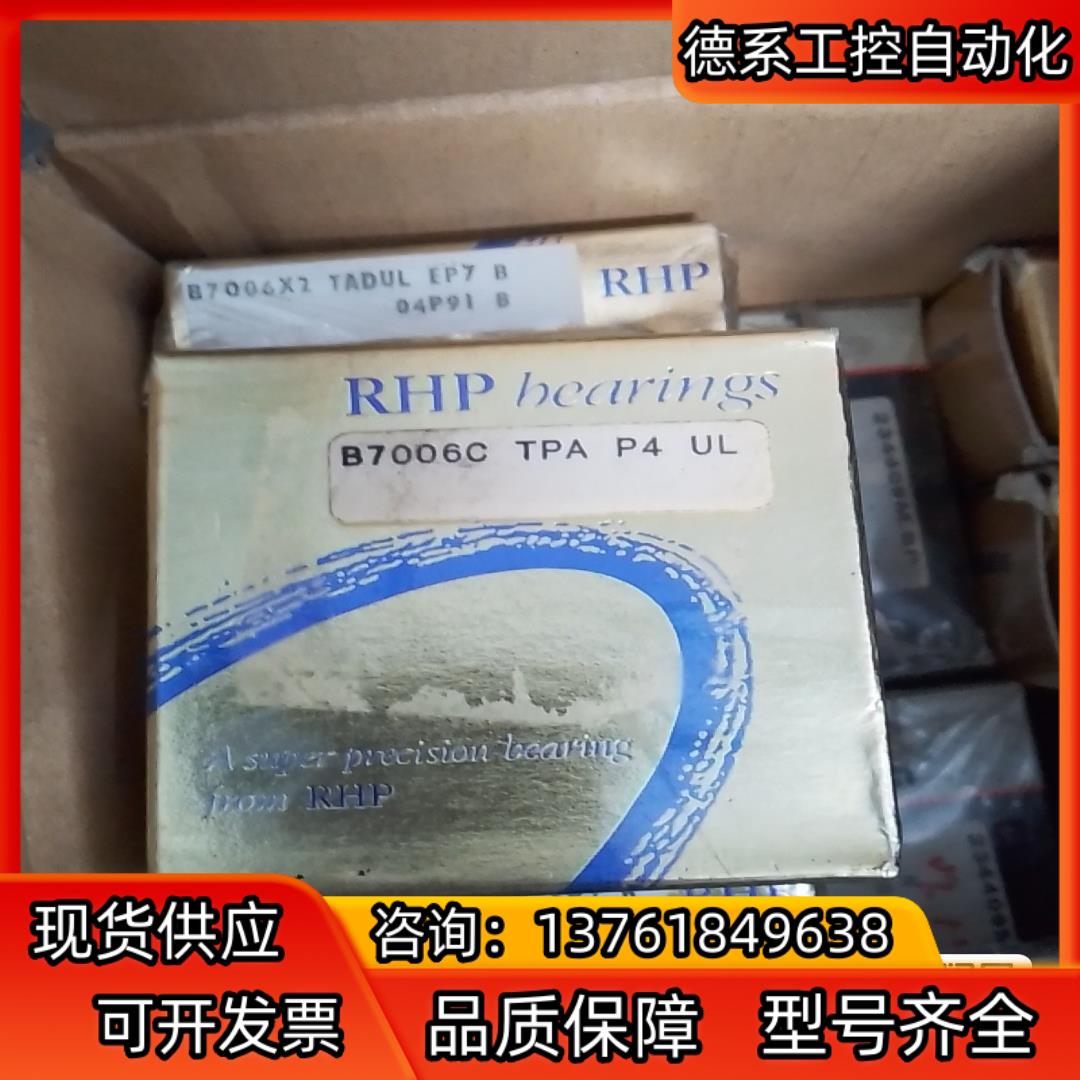 德系工控自动化
B7006X2 TADUL EP7 B
04P91 B
RHP
RHP bearings
B7006C TPA P4 UL
A super precision bearing
from RHP
现货供应
咨询：13761849638
可开发票
品质保障
型号齐全